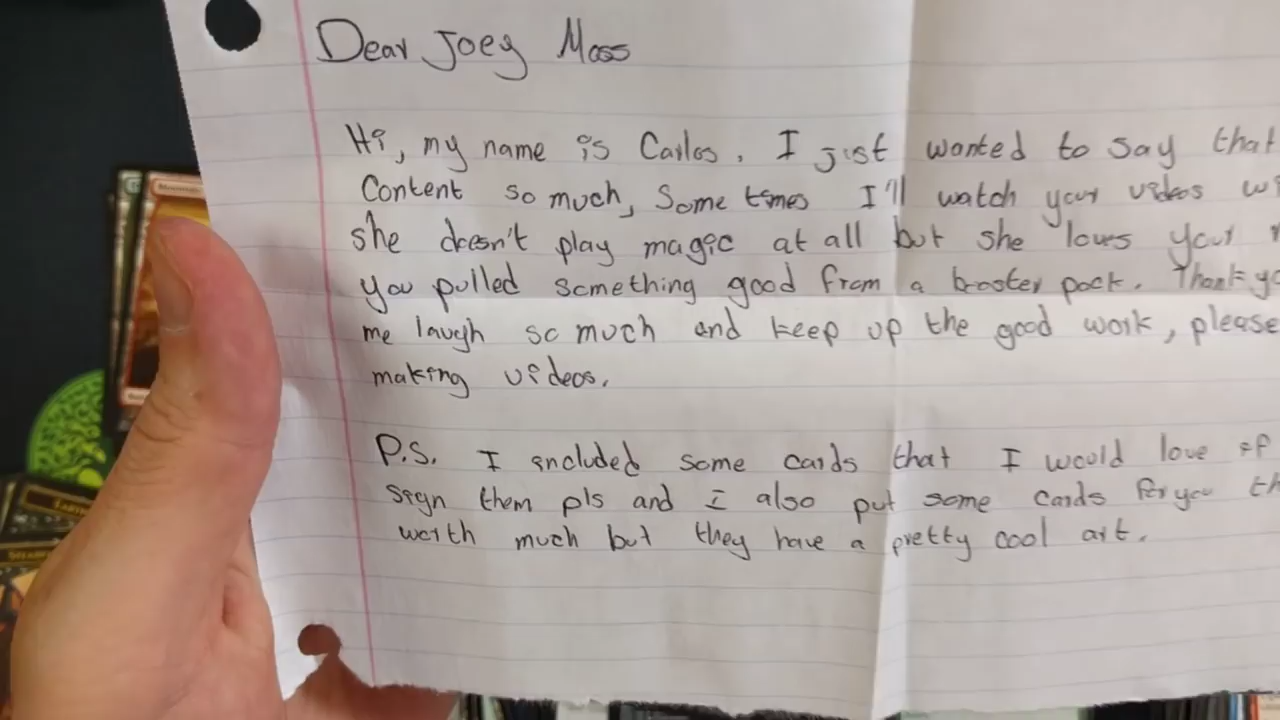 Dear Joey Moss
Hi, my name is Carlos. I just wanted to say that
Content so much, Some times I'll watch your videos
she doesn't play magic at all but she loves your
you pulled something good from a booster pack. Thank
me laugh so much and keep up the good work, please
making videos.
P.S. I included some cards that I would love if
sign them pls and I also put some cards for you
worth much but they have a pretty cool art.